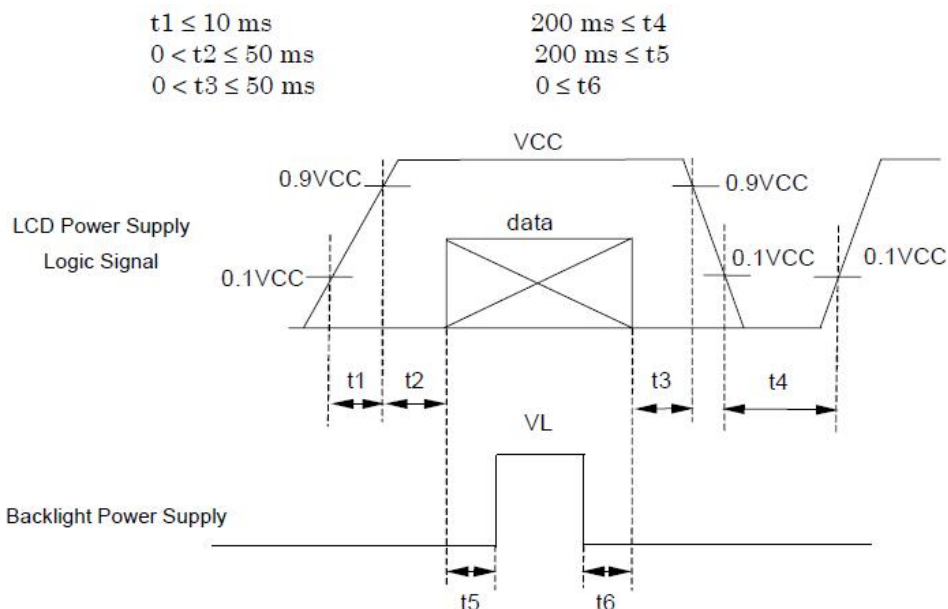 t1 ≤ 10 ms 200 ms ≤ t4
0 < t2 ≤ 50 ms 200 ms ≤ t5
0 < t3 ≤ 50 ms 0 ≤ t6
VCC
0.9VCC 0.9VCC
LCD Power Supply
Logic Signal
data
0.1VCC 0.1VCC 0.1VCC
t1 t2 t3 t4
VL
Backlight Power Supply
t5 t6